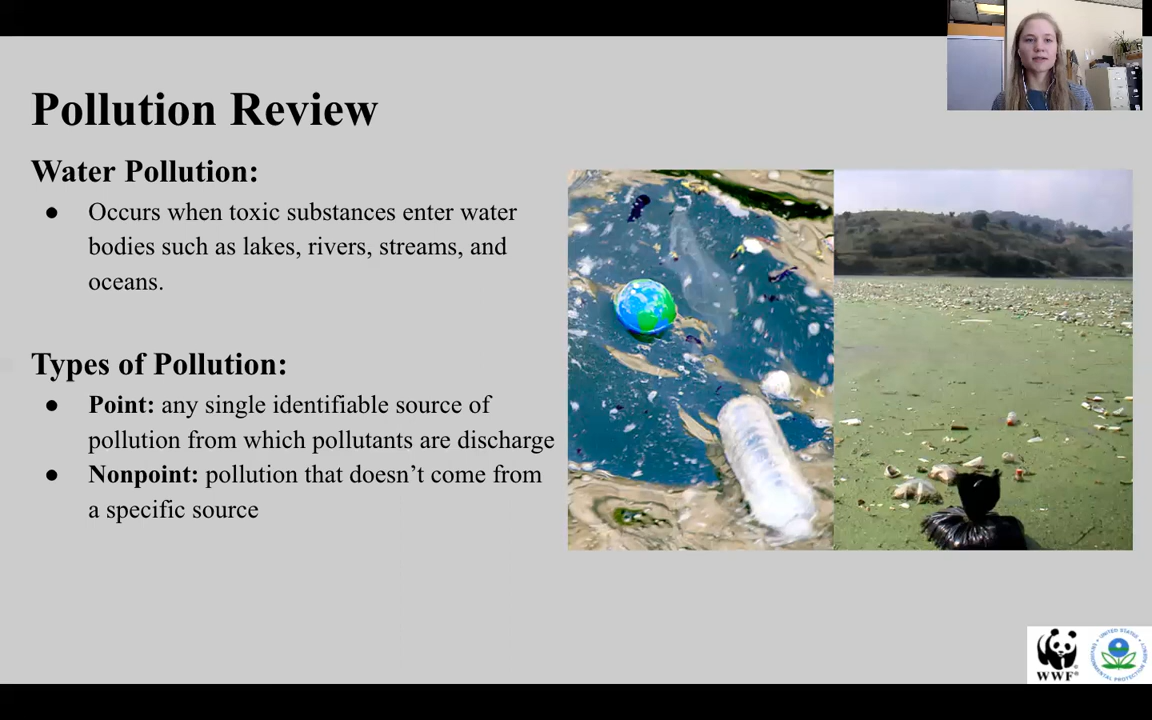 Pollution Review
Water Pollution:
● Occurs when toxic substances enter water
bodies such as lakes, rivers, streams, and
oceans.
Types of Pollution:
● Point: any single identifiable source of
pollution from which pollutants are discharge
● Nonpoint: pollution that doesn’t come from
a specific source
WWF®
UNITED STATES